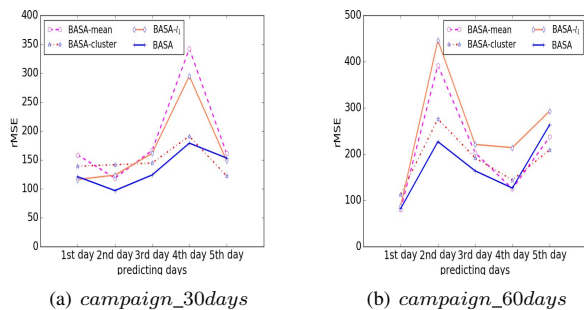 400
350
300
250
200
150
100
50
0
rMSE
BASA-mean
BASA-cluster
BASA-l₁
BASA
1st day 2nd day 3rd day 4th day 5th day
predicting days
(a) campaign_30days
500
400
300
200
100
0
rMSE
BASA-mean
BASA-cluster
BASA-l₁
BASA
1st day 2nd day 3rd day 4th day 5th day
predicting days
(b) campaign_60days